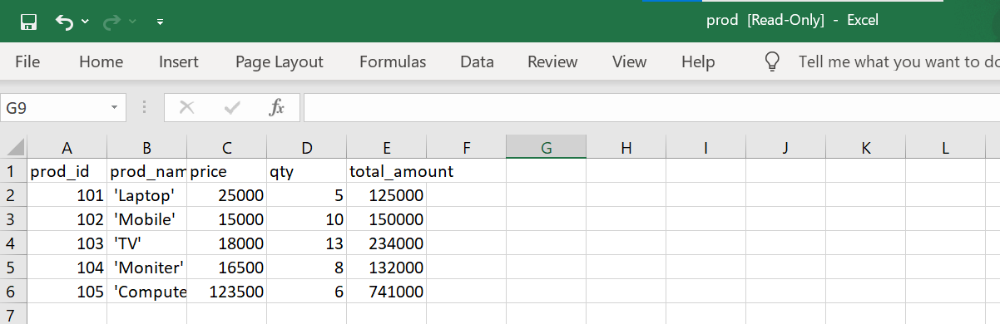 prod [Read-Only] - Excel
File Home Insert Page Layout Formulas Data Review View Help Tell me what you want to do
G9 fx
A B C D E F G H I J K L
1 prod_id prod_nam price qty total_amount
2 101 'Laptop' 25000 5 125000
3 102 'Mobile' 15000 10 150000
4 103 'TV' 18000 13 234000
5 104 'Moniter' 16500 8 132000
6 105 'Compute 123500 6 741000
7